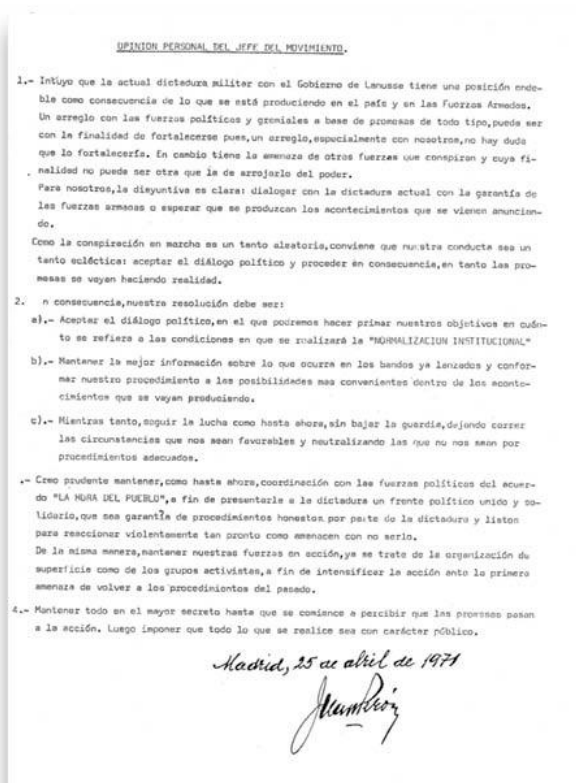 OPINION PERSONAL DEL JEFE DEL MOVIMIENTO.
1.- Intuyo que la actual dictadura militar con el Gobierno de Lanusse tiene una posición ende-
ble como consecuencia de lo que se está produciendo en el país y en las Fuerzas Armadas.
Un arreglo con las fuerzas políticos y gremiales a base de promesas de todo tipo,puede ser
con la finalidad de fortalecerse pues,un arreglo,especialmente con nosotros,no hay duda
que lo fortalecería. En cambio tiene la amenaza de otras fuerzas que conspiran y cuya fi-
nalidad no puede ser otra que la de arrojarlo del poder.
Para nosotros,la disyuntiva es clara: dialogar con la dictadura actual con la garantía de
las fuerzas armadas o esperar que se produzcan los acontecimientos que se vienen anuncian-
do.
Como la conspiración en marcha es un tanto aleatoria,conviene que nuestra conducta sea un
tanto ecléctica: aceptar el diálogo político y proceder en consecuencia,en tanto las pro-
mesas se vayan haciendo realidad.
2. n consecuencia,nuestra resolución debe ser:
a).- Aceptar el diálogo político,en el que podremos hacer primar nuestros objetivos en cuán-
to se refiera a las condiciones en que se realizará la "NORMALIZACION INSTITUCIONAL"
b).- Mantener la mejor información sobre lo que ocurra en los bandos ya lanzados y confor-
mar nuestro procedimiento a las posibilidades mas convenientes dentro de los aconte-
cimientos que se vayan produciendo.
c).- Mientras tanto,seguir la lucha como hasta ahora,sin bajar la guardia,dejando correr
las circunstancias que nos sean favorables y neutralizando las que no nos sean por
procedimientos adecuados.
.- Creo prudente mantener,como hasta ahora,coordinación con las fuerzas políticas del acuer-
do "LA HORA DEL PUEBLO",a fin de presentarle a la dictadura un frente político unido y so-
lidario,que sea garantía de procedimientos honestos por parte de la dictadura y listos
para reaccionar violentamente tan pronto como amenacen con no serlo.
De la misma manera,mantener nuestras fuerzas en acción,ya se trate de la organización de
superficie como de los grupos activistas,a fin de intensificar la acción ante la primera
amenaza de volver a los procedimientos del pasado.
4.- Mantener todo en el mayor secreto hasta que se comience a percibir que las promesas pasan
a la acción. Luego imponer que todo lo que se realice sea con carácter público.
Madrid, 25 de abril de 1971
Juan Perón